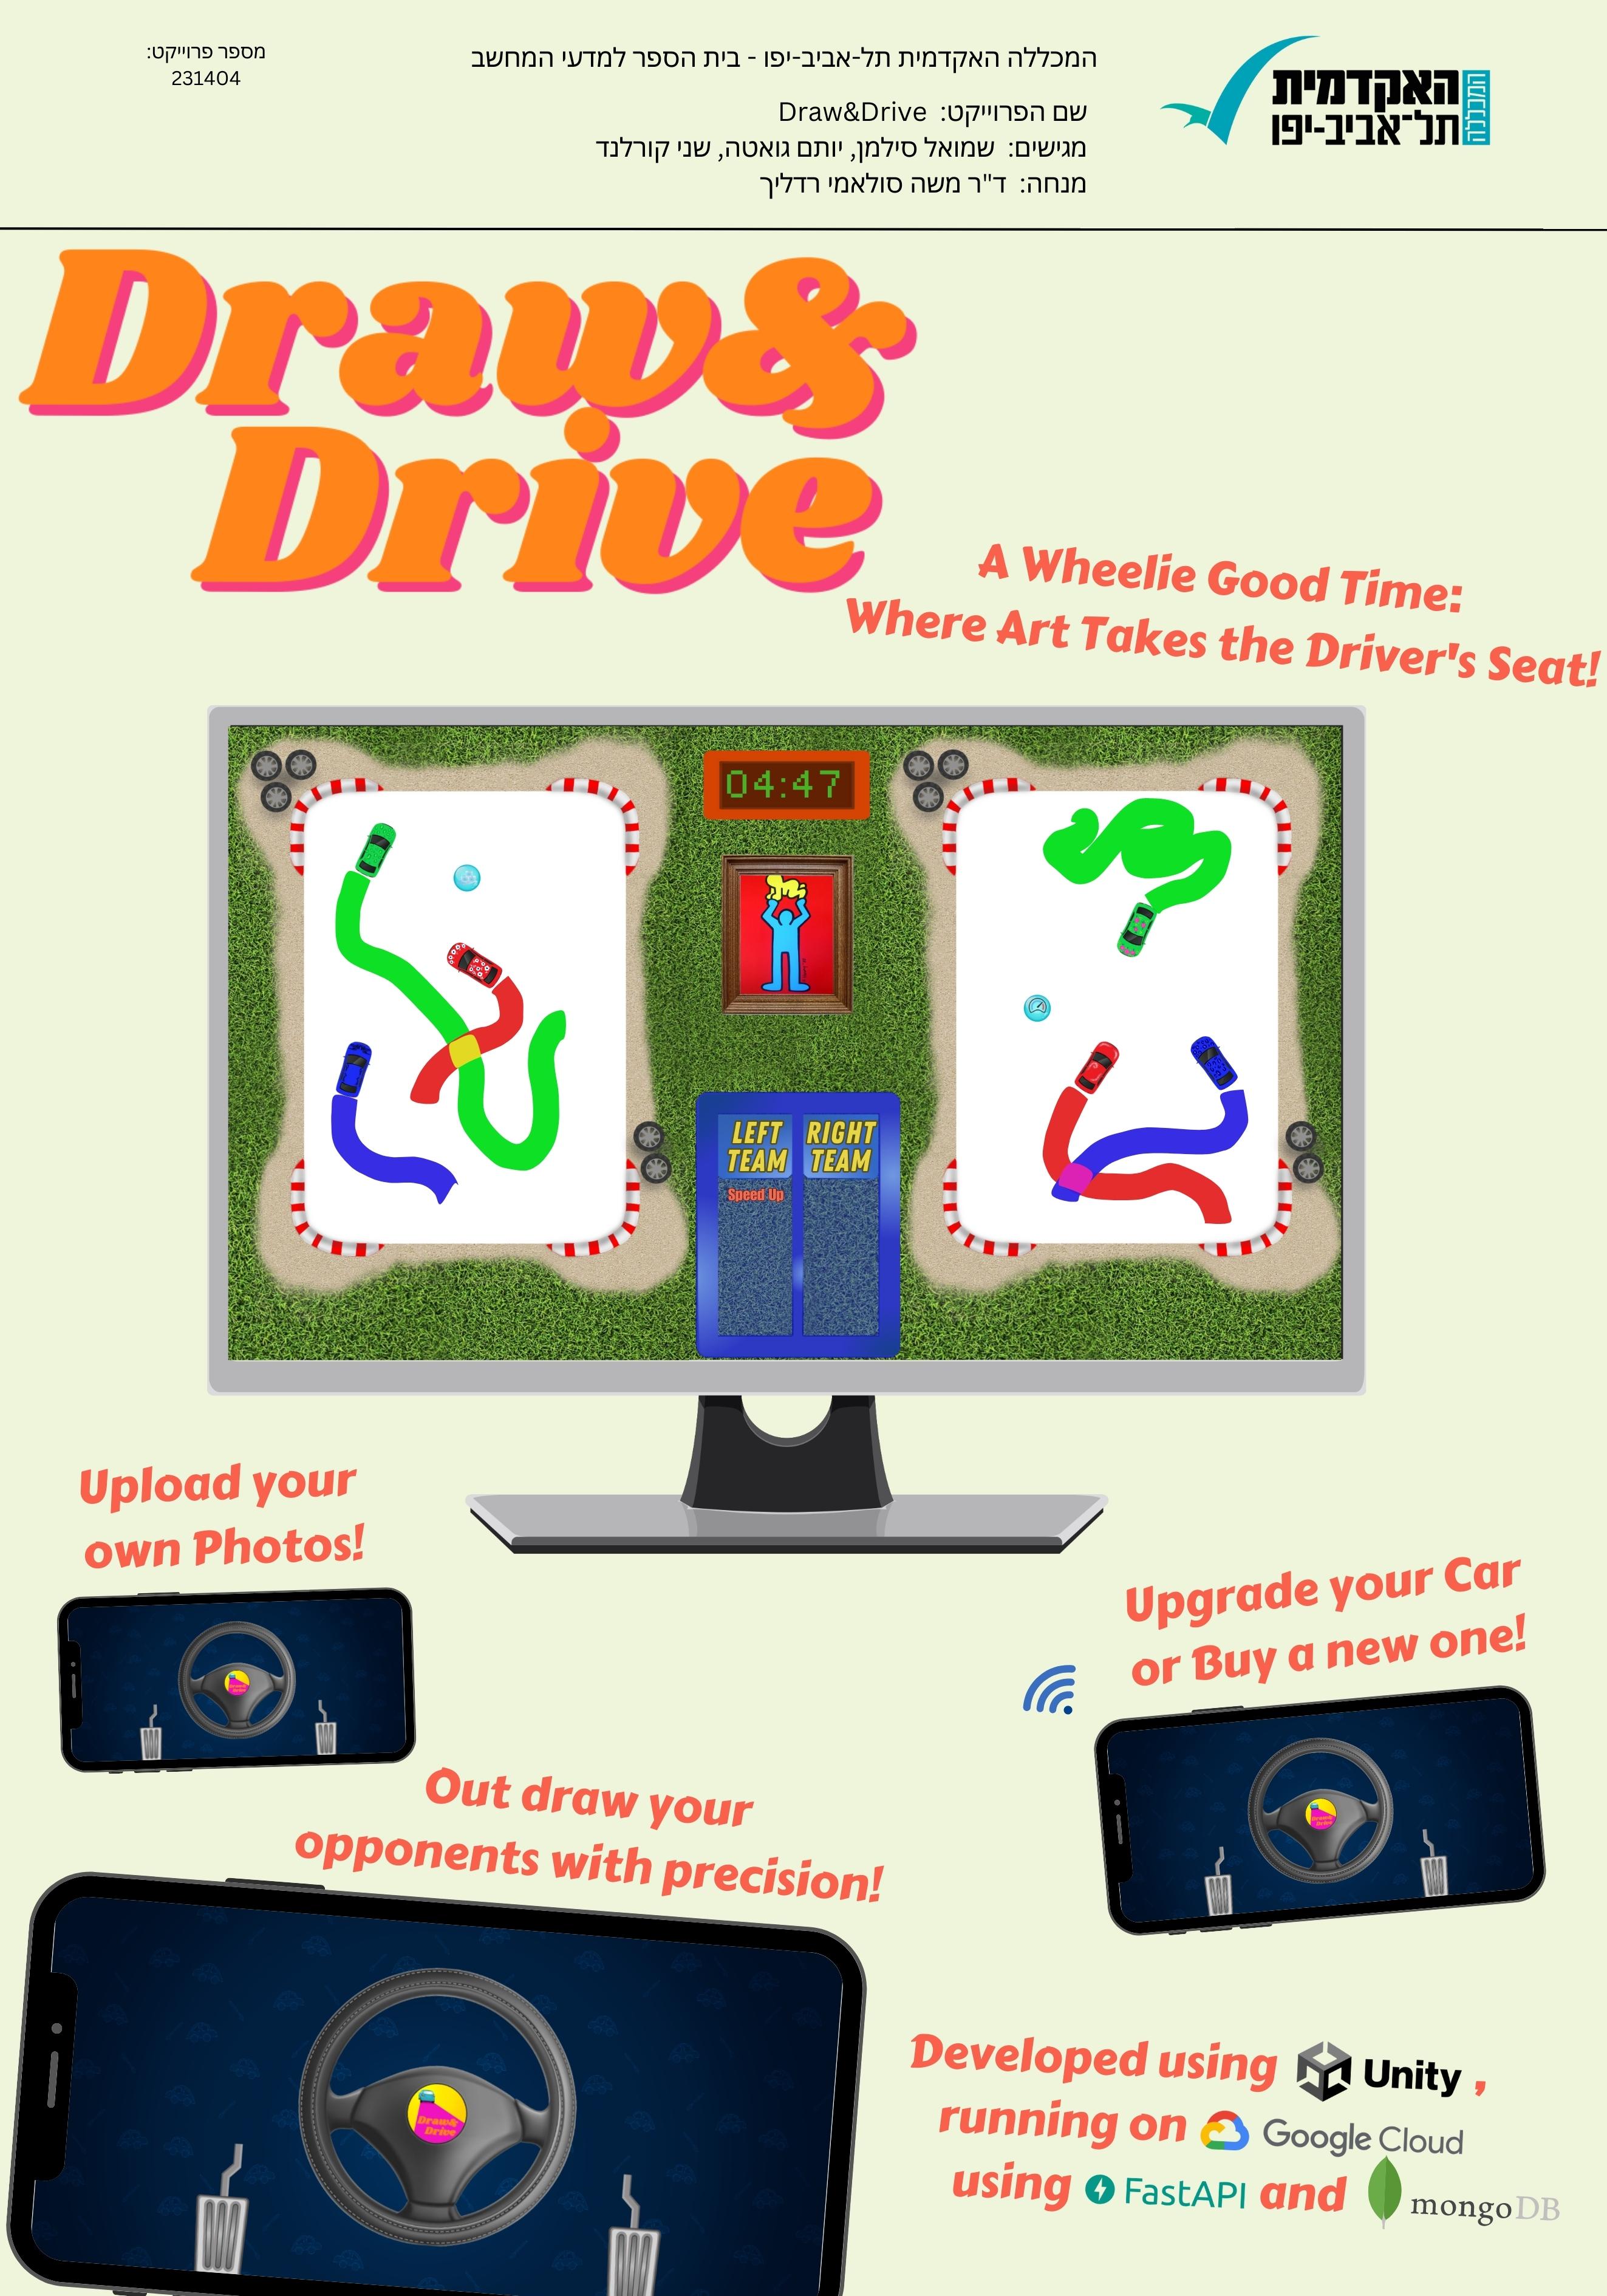 האקדמית
תל־אביב-יפו
המכללה
המכללה האקדמית תל-אביב-יפו - בית הספר למדעי המחשב
שם הפרוייקט: Draw&Drive
מגישים: שמואל סילמן, יותם גואטה, שני קורלנד
מנחה: ד"ר משה סולאמי רדליך
מספר פרוייקט:
231404
Draw&
Drive
A Wheelie Good Time:
Where Art Takes the Driver's Seat!
04:47
LEFT
TEAM
RIGHT
TEAM
Speed Up
Upload your
own Photos!
Upgrade your Car
or Buy a new one!
Out draw your
opponents with precision!
Draw&
Drive
Developed using Unity ,
running on Google Cloud
using FastAPI and mongoDB